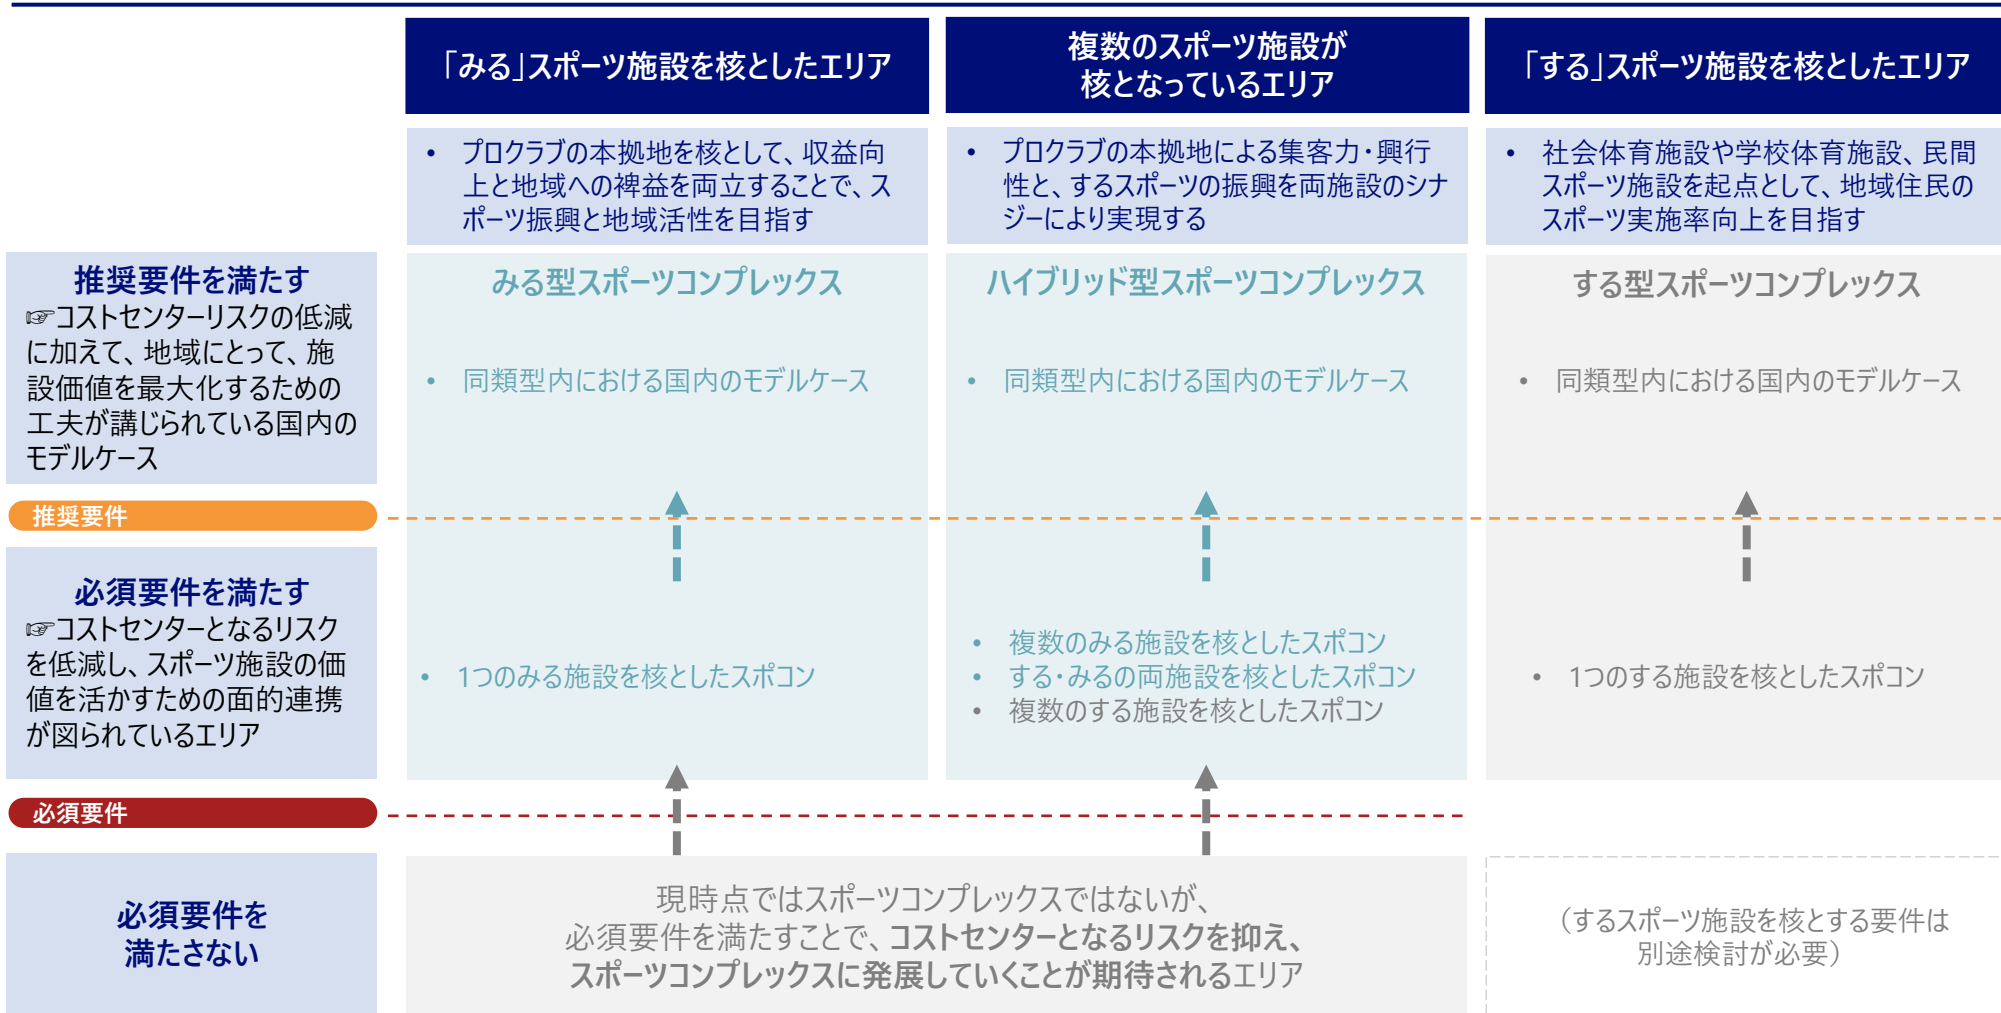 「みる」スポーツ施設を核としたエリア
複数のスポーツ施設が
核となっているエリア
「する」スポーツ施設を核としたエリア
• プロクラブの本拠地を核として、収益向
上と地域への裨益を両立することで、ス
ポーツ振興と地域活性を目指す
• プロクラブの本拠地による集客力・興行
性と、するスポーツの振興を両施設のシナ
ジーにより実現する
• 社会体育施設や学校体育施設、民間
スポーツ施設を起点として、地域住民の
スポーツ実施率向上を目指す
推奨要件を満たす
☞コストセンターリスクの低減
に加えて、地域にとって、施
設価値を最大化するための
工夫が講じられている国内の
モデルケース
みる型スポーツコンプレックス
• 同類型内における国内のモデルケース
ハイブリッド型スポーツコンプレックス
• 同類型内における国内のモデルケース
する型スポーツコンプレックス
• 同類型内における国内のモデルケース
推奨要件
必須要件を満たす
☞コストセンターとなるリスク
を低減し、スポーツ施設の価
値を活かすための面的連携
が図られているエリア
• 1つのみる施設を核としたスポコン
• 複数のみる施設を核としたスポコン
• する・みるの両施設を核としたスポコン
• 複数のする施設を核としたスポコン
• 1つのする施設を核としたスポコン
必須要件
必須要件を
満たさない
現時点ではスポーツコンプレックスではないが、
必須要件を満たすことで、コストセンターとなるリスクを抑え、
スポーツコンプレックスに発展していくことが期待されるエリア
（するスポーツ施設を核とする要件は
別途検討が必要）